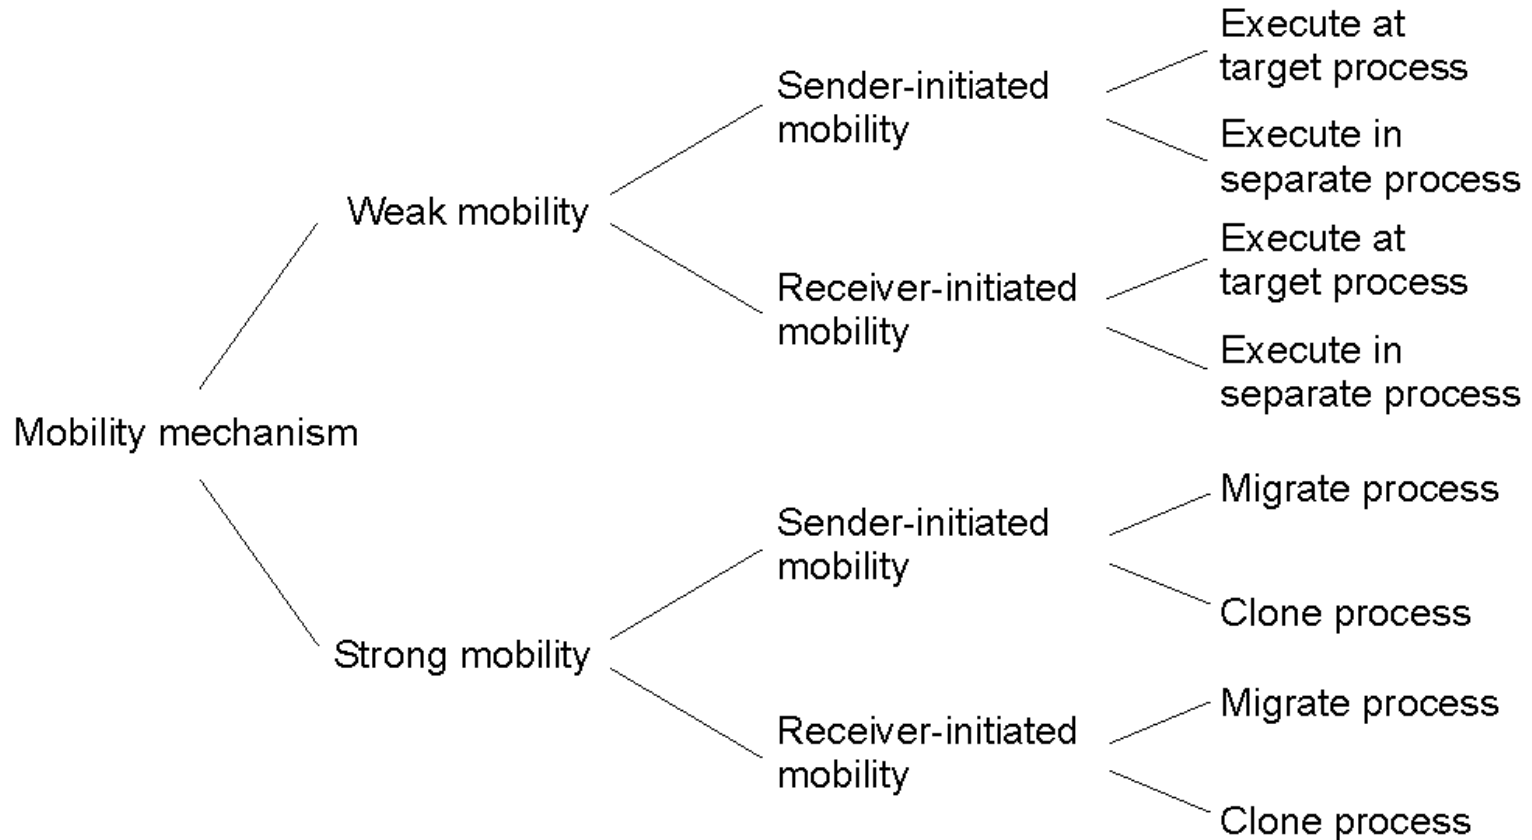 Execute at
target process
Sender-initiated
mobility
Execute in
separate process
Weak mobility
Execute at
target process
Receiver-initiated
mobility
Execute in
separate process
Mobility mechanism
Migrate process
Sender-initiated
mobility
Clone process
Strong mobility
Migrate process
Receiver-initiated
mobility
Clone process